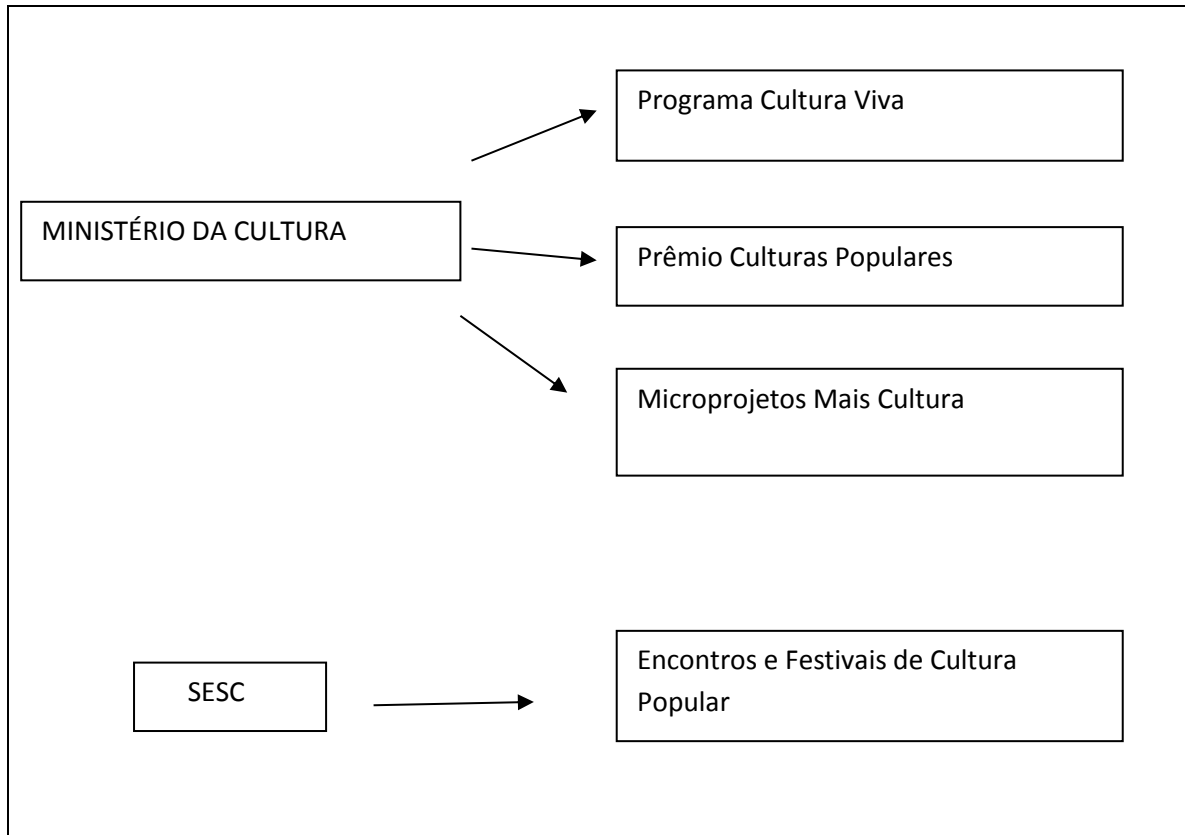 Programa Cultura Viva
MINISTÉRIO DA CULTURA
Prêmio Culturas Populares
Microprojetos Mais Cultura
SESC
Encontros e Festivais de Cultura
Popular